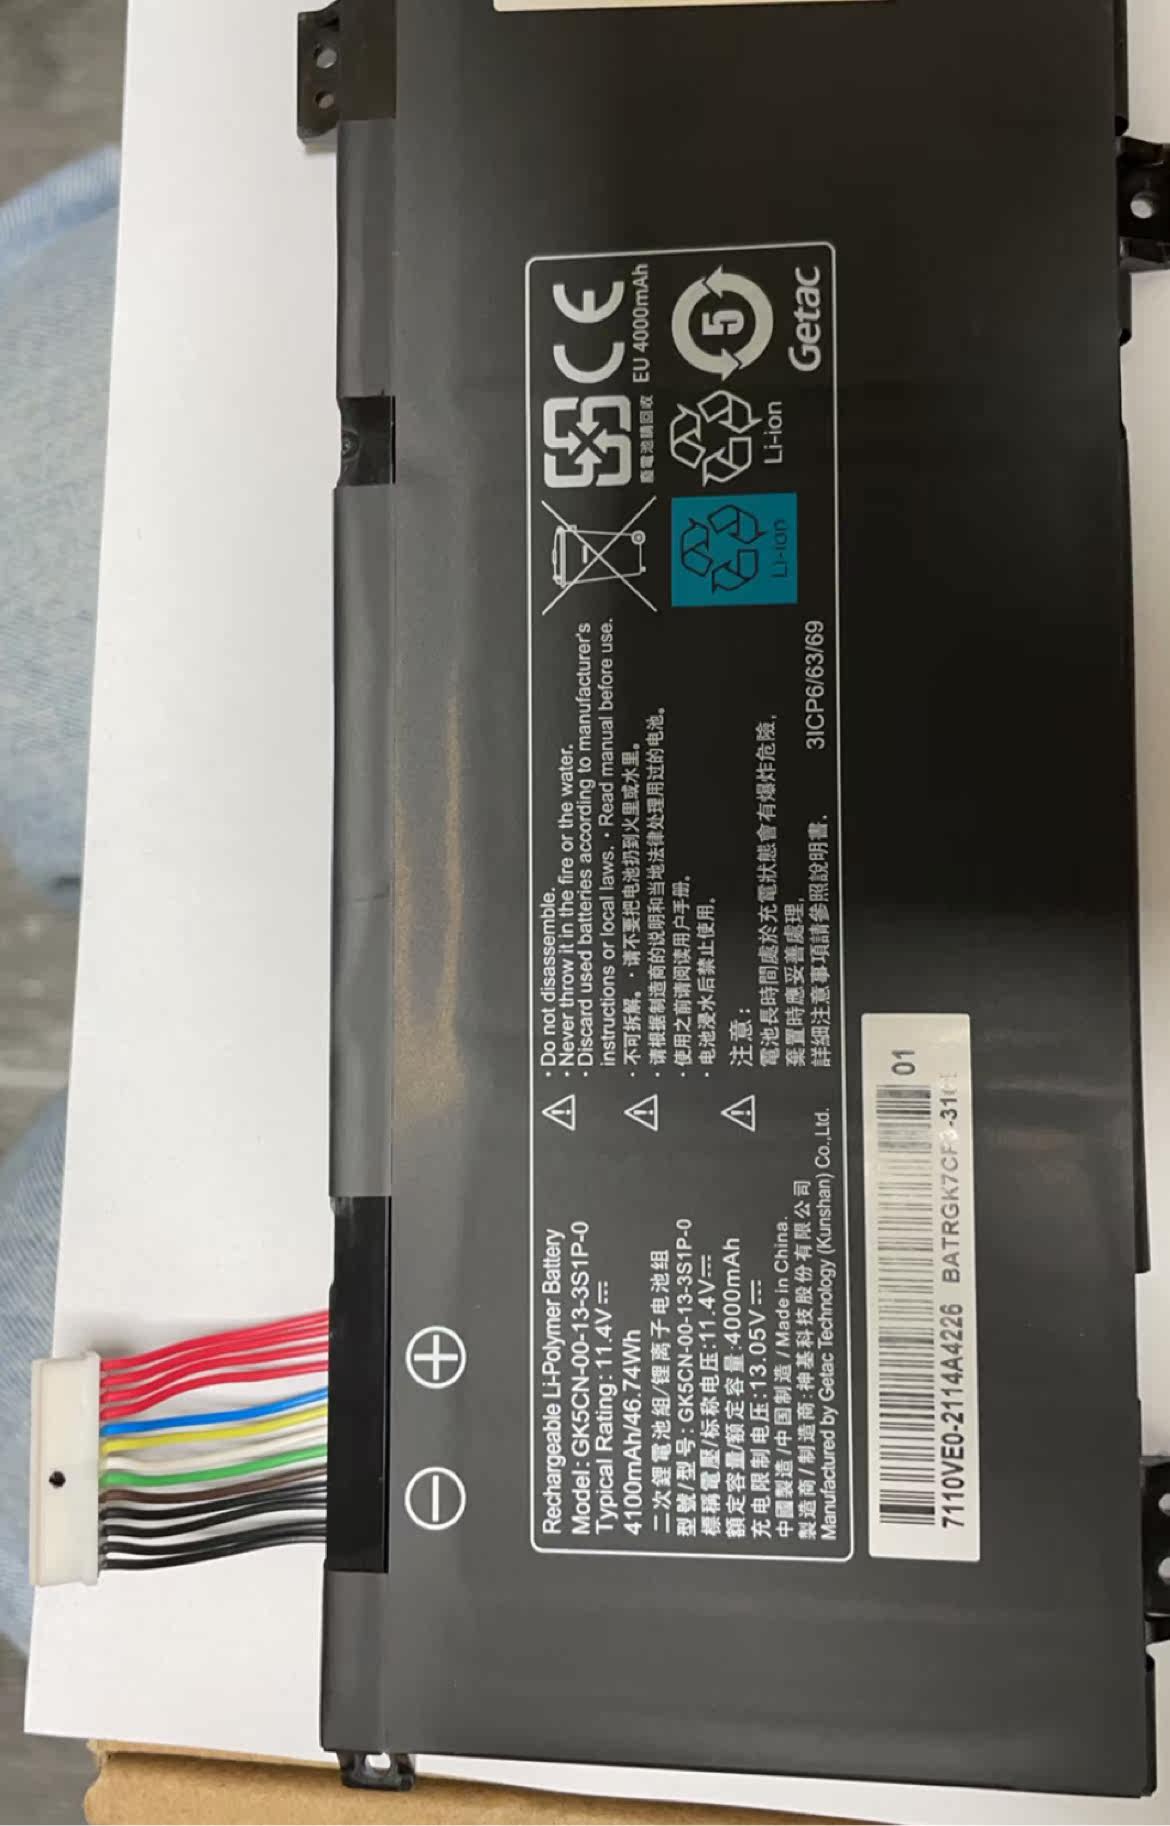 Rechargeable Li-Polymer Battery
Model: GK5CN-00-13-3S1P-0
Typical Rating: 11.4V⎓
4100mAh/46.74Wh
二次鋰電池組/锂离子电池组
型號/型号: GK5CN-00-13-3S1P-0
標稱電壓/标称电压:11.4V⎓
額定容量/额定容量:4000mAh
充电限制电压:13.05V⎓
中國製造/中国制造/Made in China.
製造商/制造商:神基科技股份有限公司
Manufactured by Getac Technology (Kunshan) Co.,Ltd.
· Do not disassemble.
· Never throw it in the fire or the water.
· Discard used batteries according to manufacturer's
instructions or local laws. · Read manual before use.
· 不可拆解。· 请不要把电池扔到火里或水里。
· 请根据制造商的说明和当地法律处理用过的电池。
· 使用之前请阅读用户手册。
· 电池浸水后禁止使用。
注意:
電池長時間處於充電狀態會有爆炸危險,
棄置時應妥善處理,
詳細注意事項請參照說明書.
3ICP6/63/69
廢電池請回收
CE
EU 4000mAh
Li-ion
Li-ion
5
Getac
01
7110VE0-2114A4226